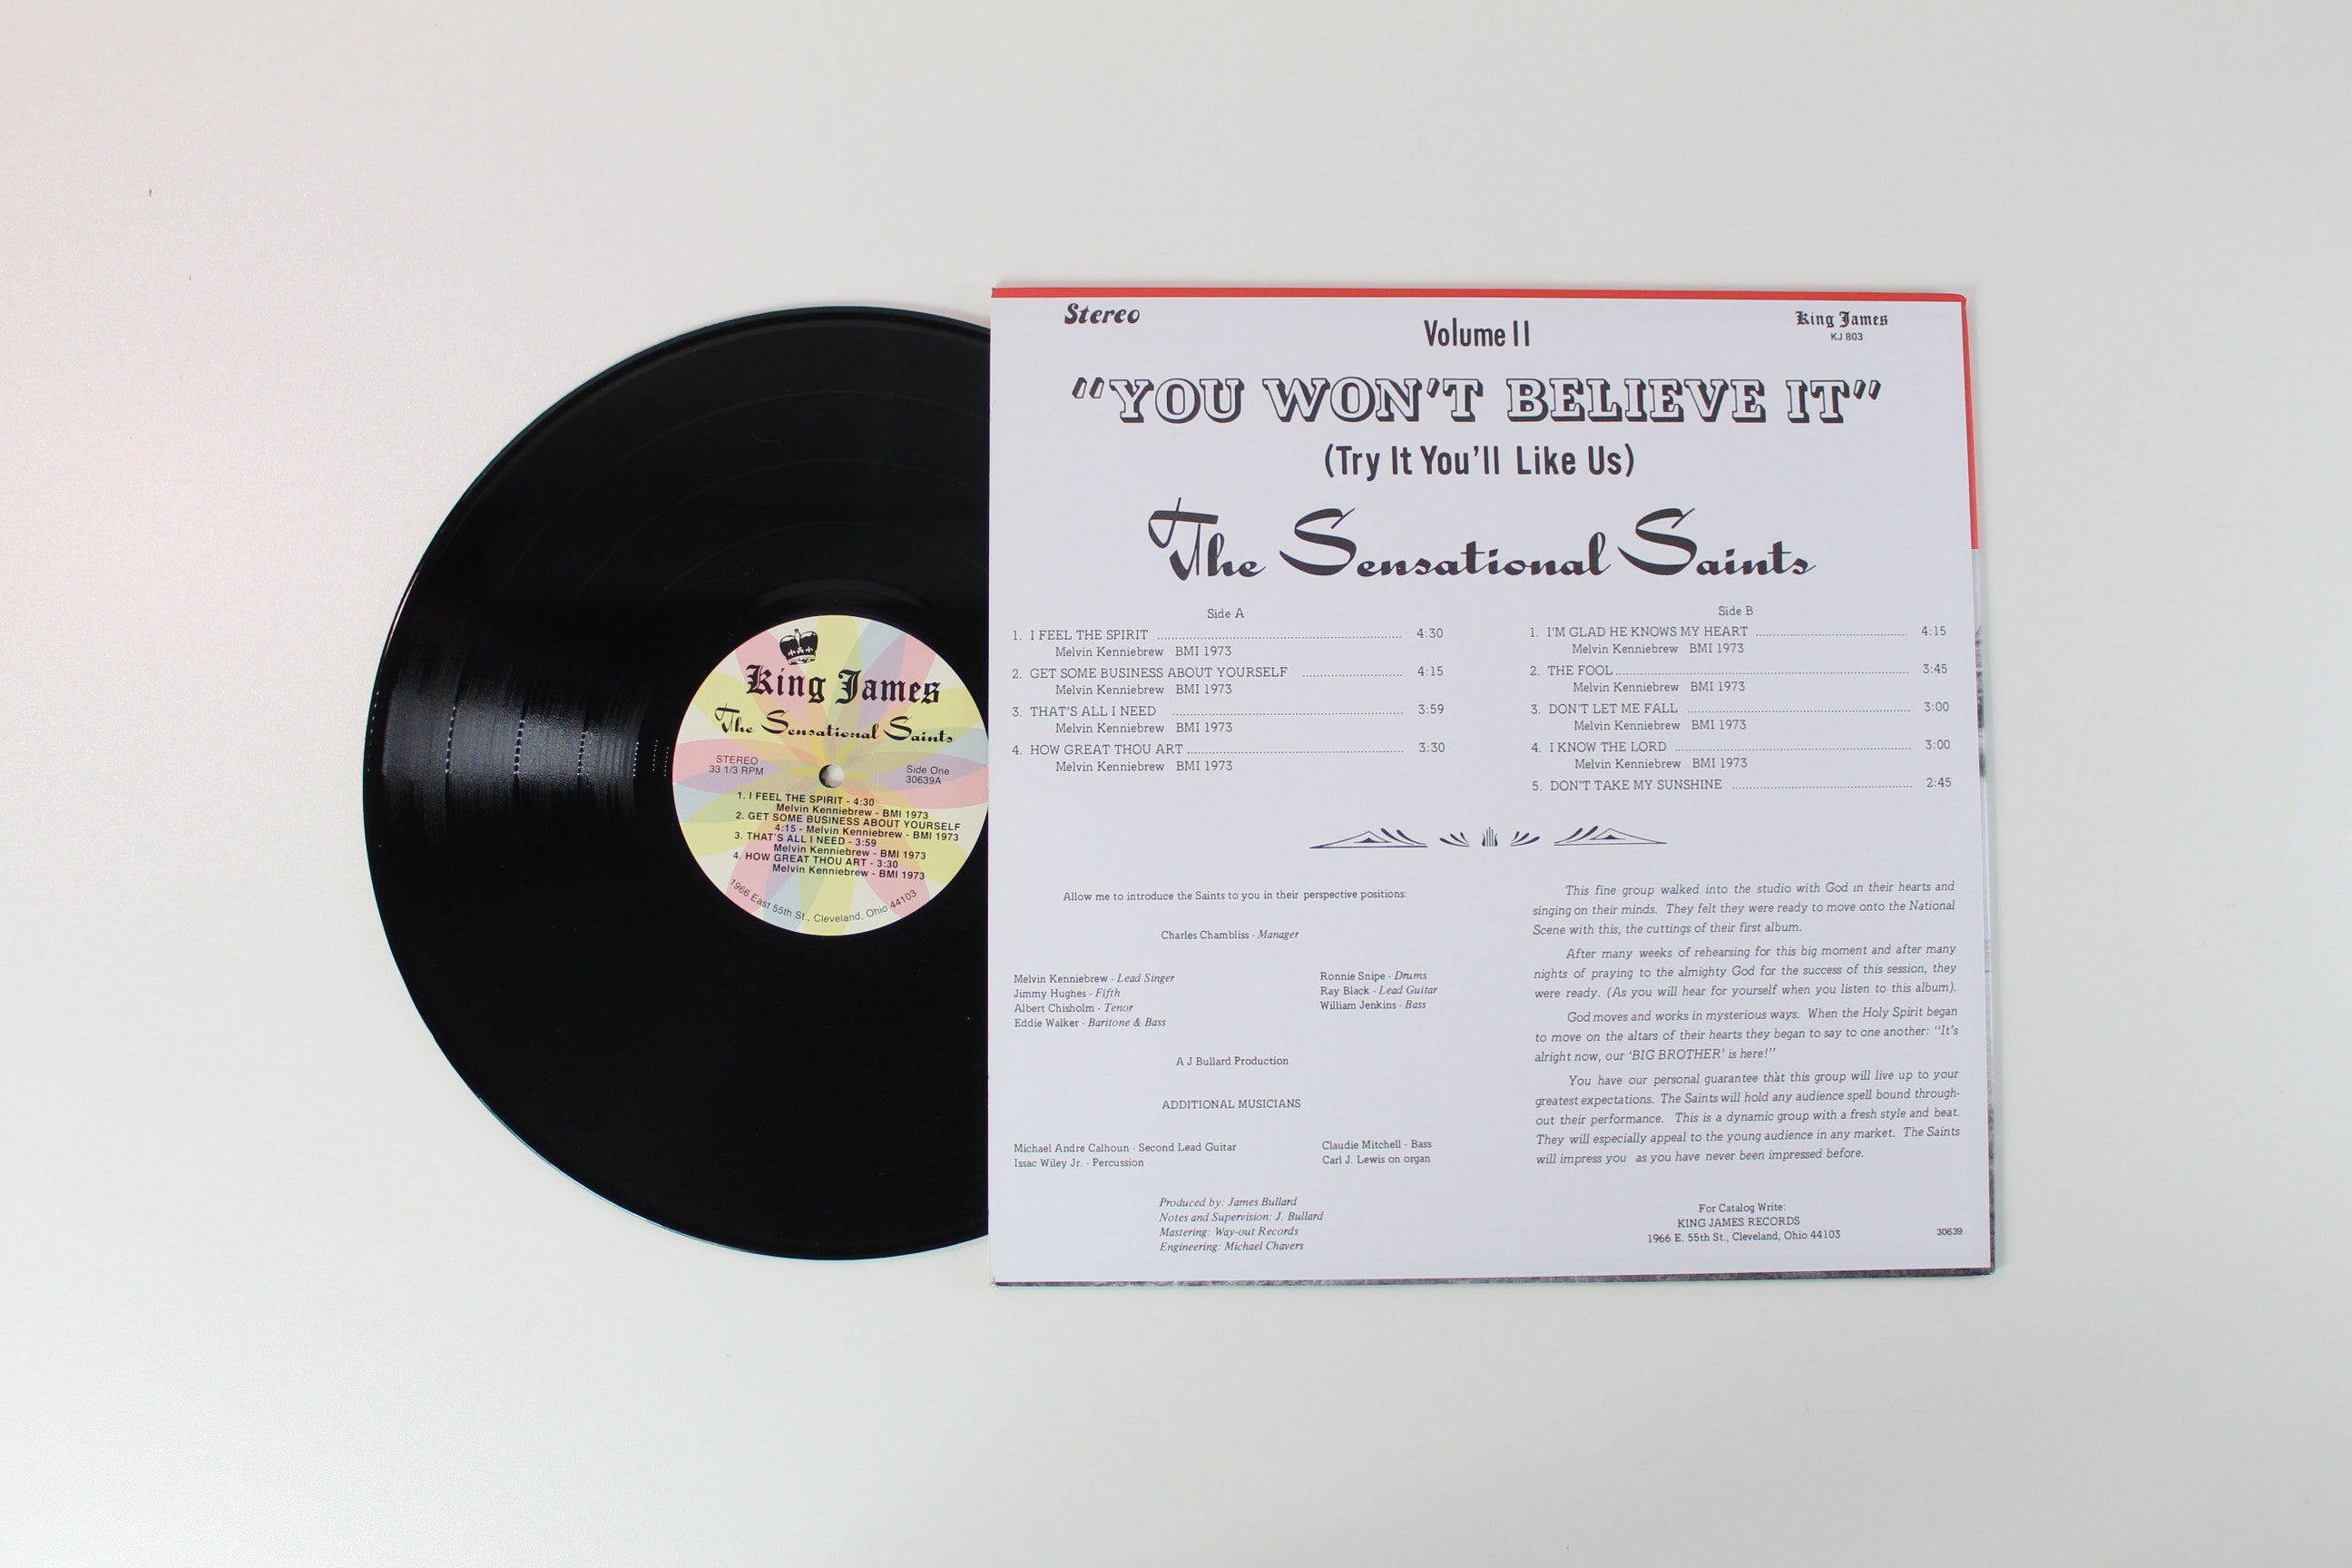 King James
The Sensational Saints
STEREO
33 1/3 RPM
Side One
30639A
1. I FEEL THE SPIRIT - 4:30
Melvin Kenniebrew - BMI 1973
2. GET SOME BUSINESS ABOUT YOURSELF
4:15 - Melvin Kenniebrew - BMI 1973
3. THAT'S ALL I NEED - 3:59
Melvin Kenniebrew - BMI 1973
4. HOW GREAT THOU ART - 3:30
Melvin Kenniebrew - BMI 1973
1966 East 55th St., Cleveland, Ohio 44103
Stereo
Volume II
King James
KJ 803
"YOU WON'T BELIEVE IT"
(Try It You'll Like Us)
The Sensational Saints
Side A
1. I FEEL THE SPIRIT 4:30
Melvin Kenniebrew BMI 1973
2. GET SOME BUSINESS ABOUT YOURSELF 4:15
Melvin Kenniebrew BMI 1973
3. THAT'S ALL I NEED 3:59
Melvin Kenniebrew BMI 1973
4. HOW GREAT THOU ART 3:30
Melvin Kenniebrew BMI 1973
Side B
1. I'M GLAD HE KNOWS MY HEART 4:15
Melvin Kenniebrew BMI 1973
2. THE FOOL 3:45
Melvin Kenniebrew BMI 1973
3. DON'T LET ME FALL 3:00
Melvin Kenniebrew BMI 1973
4. I KNOW THE LORD 3:00
Melvin Kenniebrew BMI 1973
5. DON'T TAKE MY SUNSHINE 2:45
Allow me to introduce the Saints to you in their perspective positions:
Charles Chambliss - Manager
Melvin Kenniebrew - Lead Singer
Jimmy Hughes - Fifth
Albert Chisholm - Tenor
Eddie Walker - Baritone & Bass
Ronnie Snipe - Drums
Ray Black - Lead Guitar
William Jenkins - Bass
A J Bullard Production
ADDITIONAL MUSICIANS
Michael Andre Calhoun - Second Lead Guitar
Issac Wiley Jr. - Percussion
Claudie Mitchell - Bass
Carl J. Lewis on organ
Produced by: James Bullard
Notes and Supervision: J. Bullard
Mastering: Way-out Records
Engineering: Michael Chavers
This fine group walked into the studio with God in their hearts and
singing on their minds. They felt they were ready to move onto the National
Scene with this, the cuttings of their first album.
After many weeks of rehearsing for this big moment and after many
nights of praying to the almighty God for the success of this session, they
were ready. (As you will hear for yourself when you listen to this album).
God moves and works in mysterious ways. When the Holy Spirit began
to move on the altars of their hearts they began to say to one another: "It's
alright now, our 'BIG BROTHER' is here!"
You have our personal guarantee that this group will live up to your
greatest expectations. The Saints will hold any audience spell bound through-
out their performance. This is a dynamic group with a fresh style and beat.
They will especially appeal to the young audience in any market. The Saints
will impress you as you have never been impressed before.
For Catalog Write:
KING JAMES RECORDS
1966 E. 55th St., Cleveland, Ohio 44103
30639